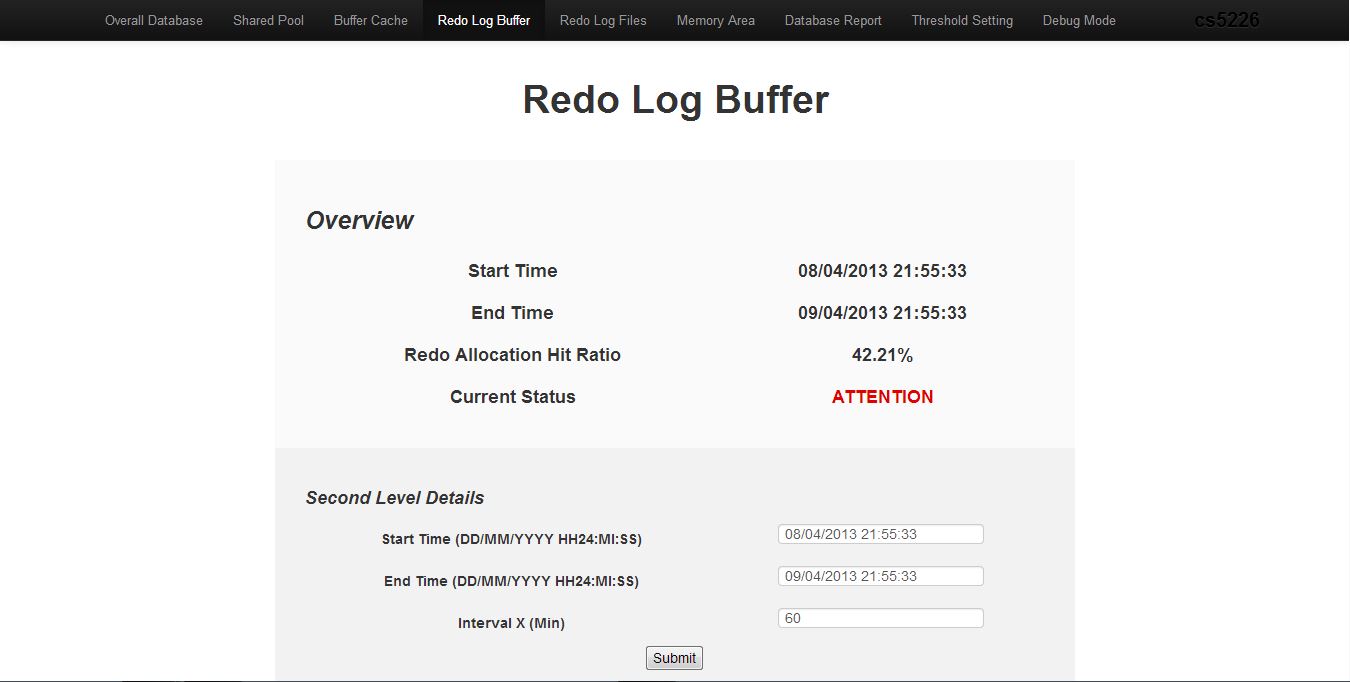 Overall Database Shared Pool Buffer Cache Redo Log Buffer Redo Log Files Memory Area Database Report Threshold Setting Debug Mode cs5226
Redo Log Buffer
Overview
Start Time 08/04/2013 21:55:33
End Time 09/04/2013 21:55:33
Redo Allocation Hit Ratio 42.21%
Current Status ATTENTION
Second Level Details
Start Time (DD/MM/YYYY HH24:MI:SS) 08/04/2013 21:55:33
End Time (DD/MM/YYYY HH24:MI:SS) 09/04/2013 21:55:33
Interval X (Min) 60
Submit